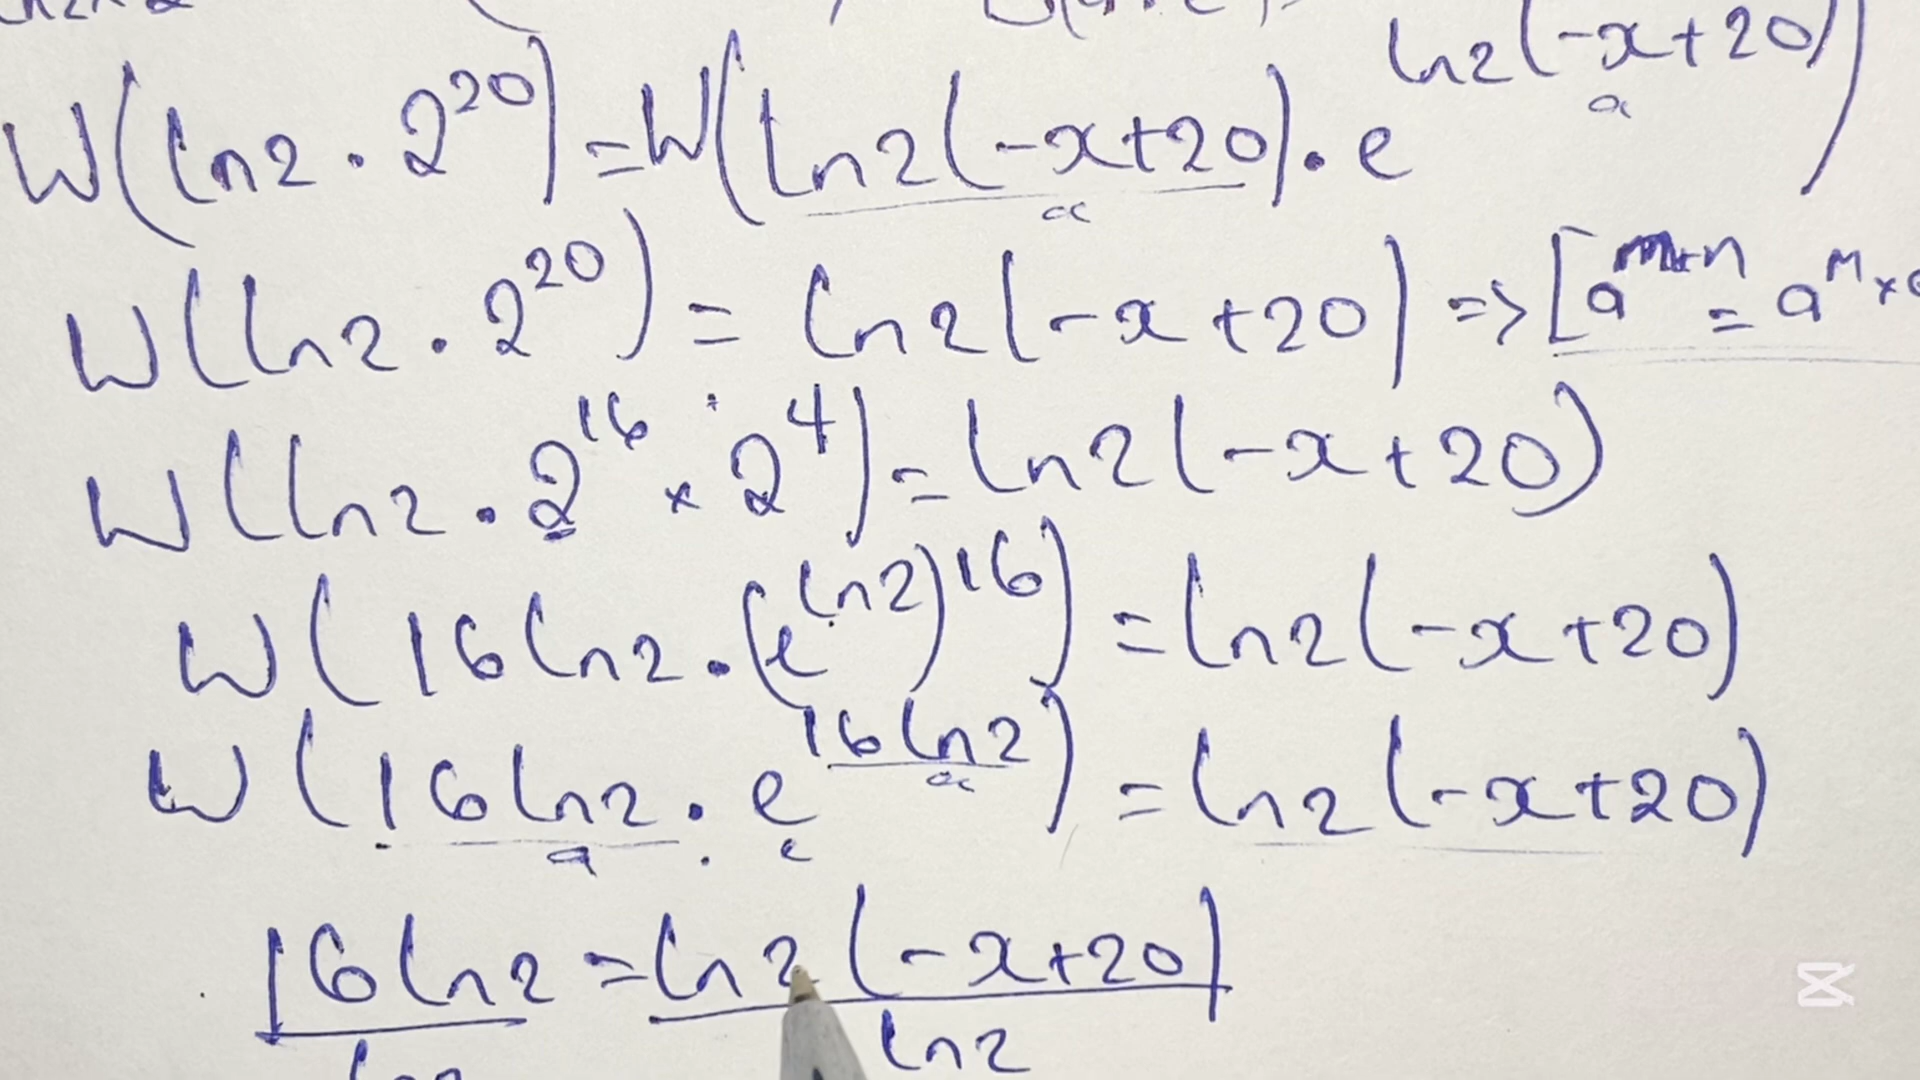 W(ln2 · 2^20) = W(ln2(-x+20) · e^ln2(-x+20))
W(ln2 · 2^20) = ln2(-x+20) => [a^m+n = a^m ×
W(ln2 · 2^16 × 2^4) = ln2(-x+20)
W(16ln2 · (e^ln2)^16) = ln2(-x+20)
W(16ln2 · e^16ln2) = ln2(-x+20)
16ln2 = ln2(-x+20)
ln2 ln2